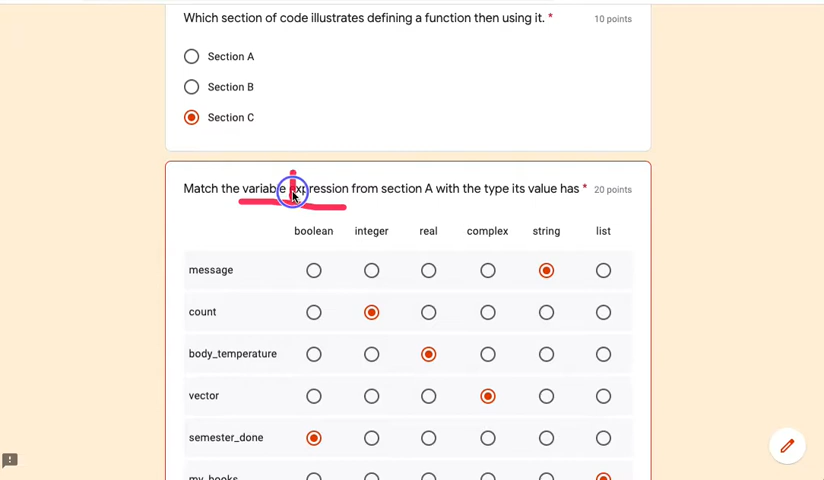 Which section of code illustrates defining a function then using it. * 10 points
Section A
Section B
Section C
Match the variable expression from section A with the type its value has * 20 points
boolean integer real complex string list
message
count
body_temperature
vector
semester_done
my_books